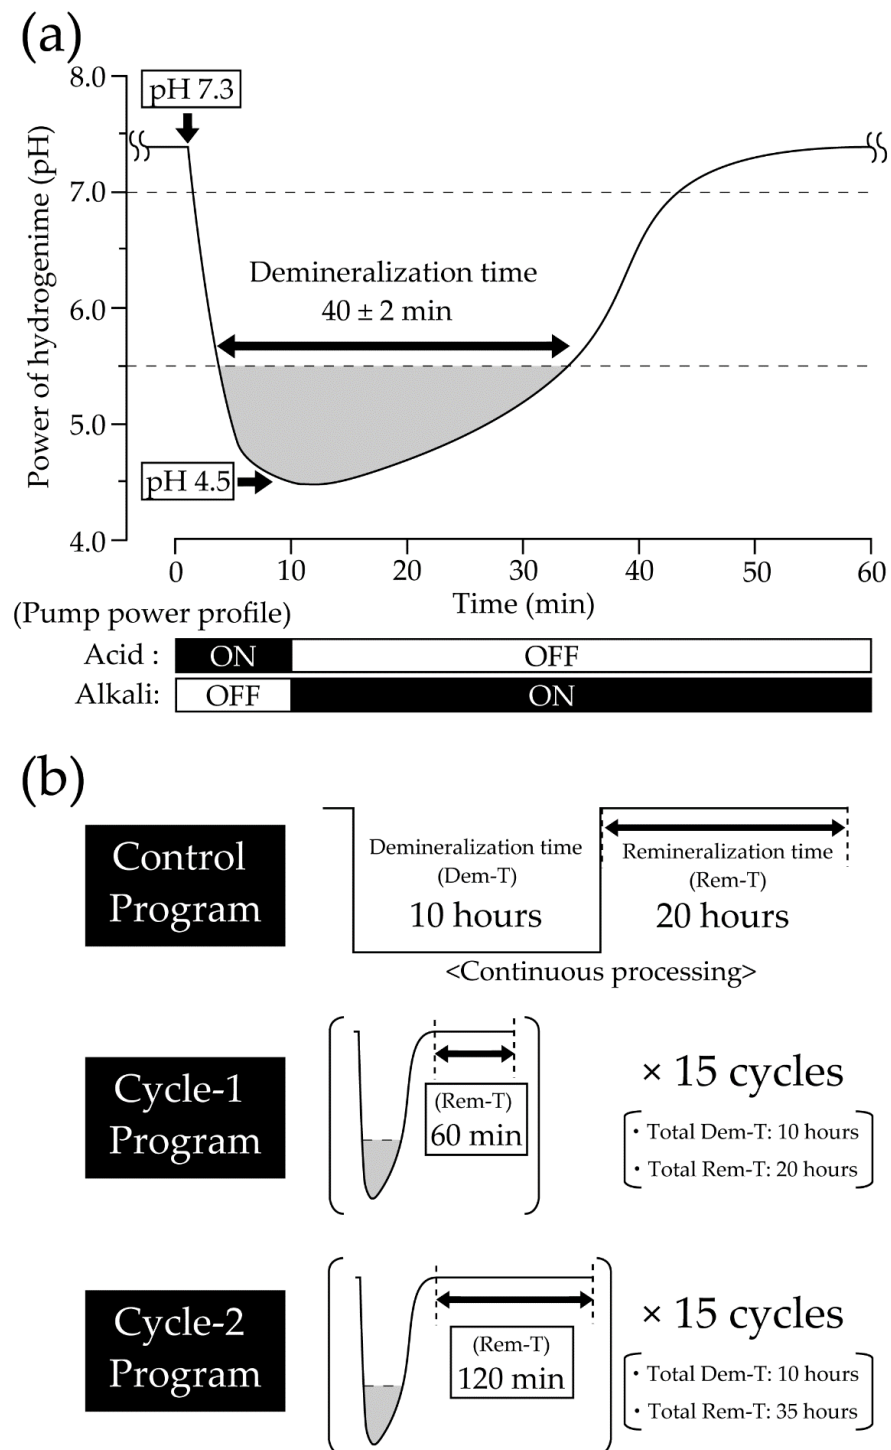 (a)
8.0
pH 7.3
7.0
Demineralization time
40 ± 2 min
6.0
5.0
pH 4.5
4.0
Power of hydrogenime (pH)
0 10 20 30 40 50 60
Time (min)
(Pump power profile)
Acid : ON OFF
Alkali: OFF ON
(b)
Control
Program
Demineralization time
(Dem-T)
10 hours
Remineralization time
(Rem-T)
20 hours
<Continuous processing>
Cycle-1
Program
(Rem-T)
60 min
× 15 cycles
・Total Dem-T: 10 hours
・Total Rem-T: 20 hours
Cycle-2
Program
(Rem-T)
120 min
× 15 cycles
・Total Dem-T: 10 hours
・Total Rem-T: 35 hours